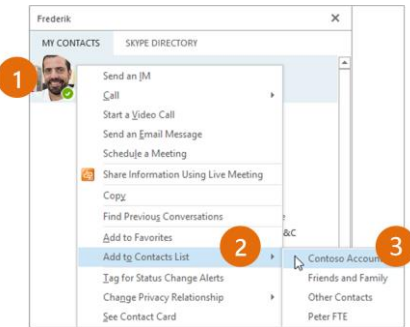 Frederik
MY CONTACTS SKYPE DIRECTORY
1
Send an IM
Call
Start a Video Call
Send an Email Message
Schedule a Meeting
Share Information Using Live Meeting
Copy
Find Previous Conversations
Add to Favorites
&C
2
Add to Contacts List
3
Contoso Accoun
Tag for Status Change Alerts
Friends and Family
Change Privacy Relationship
Other Contacts
See Contact Card
Peter FTE